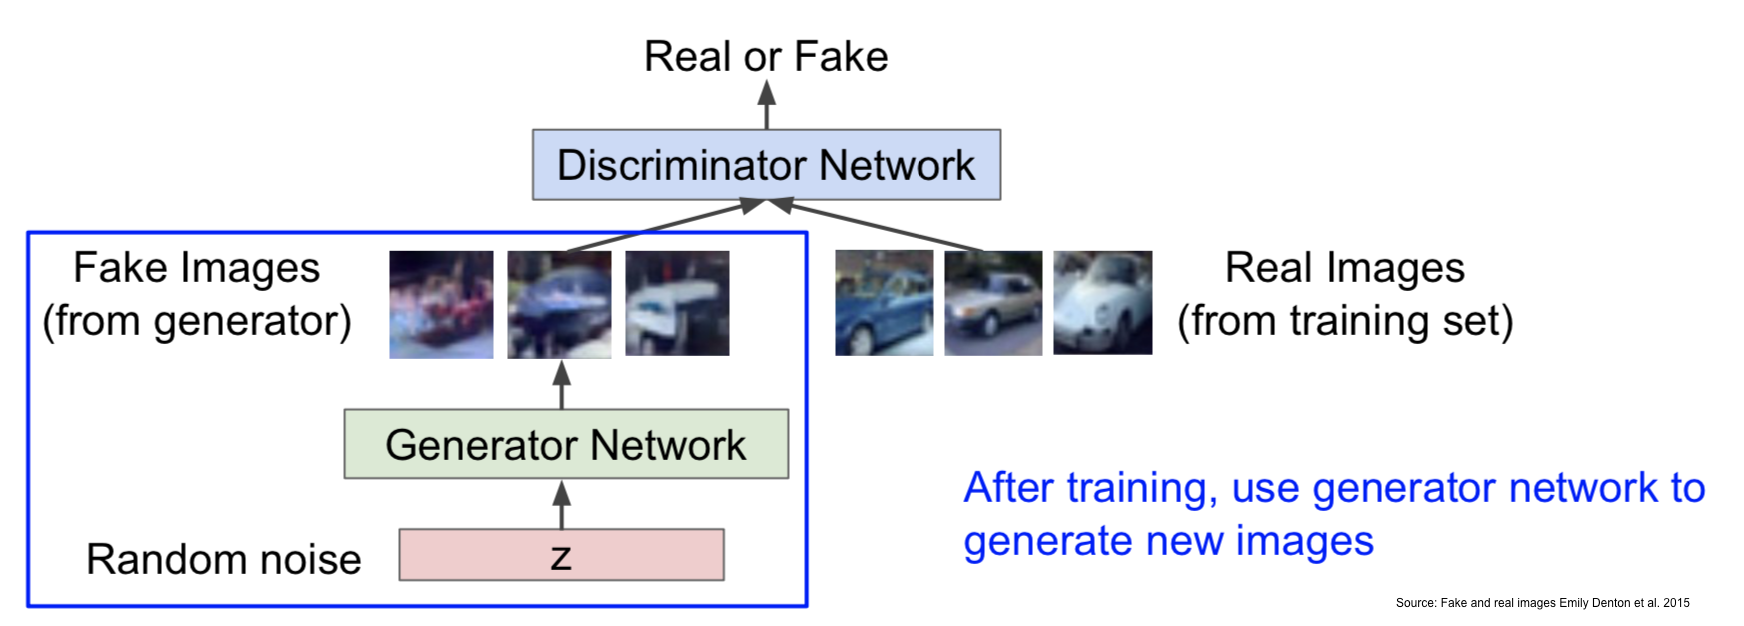 Real or Fake
Discriminator Network
Fake Images
(from generator)
Real Images
(from training set)
Generator Network
Random noise
z
After training, use generator network to
generate new images
Source: Fake and real images Emily Denton et al. 2015